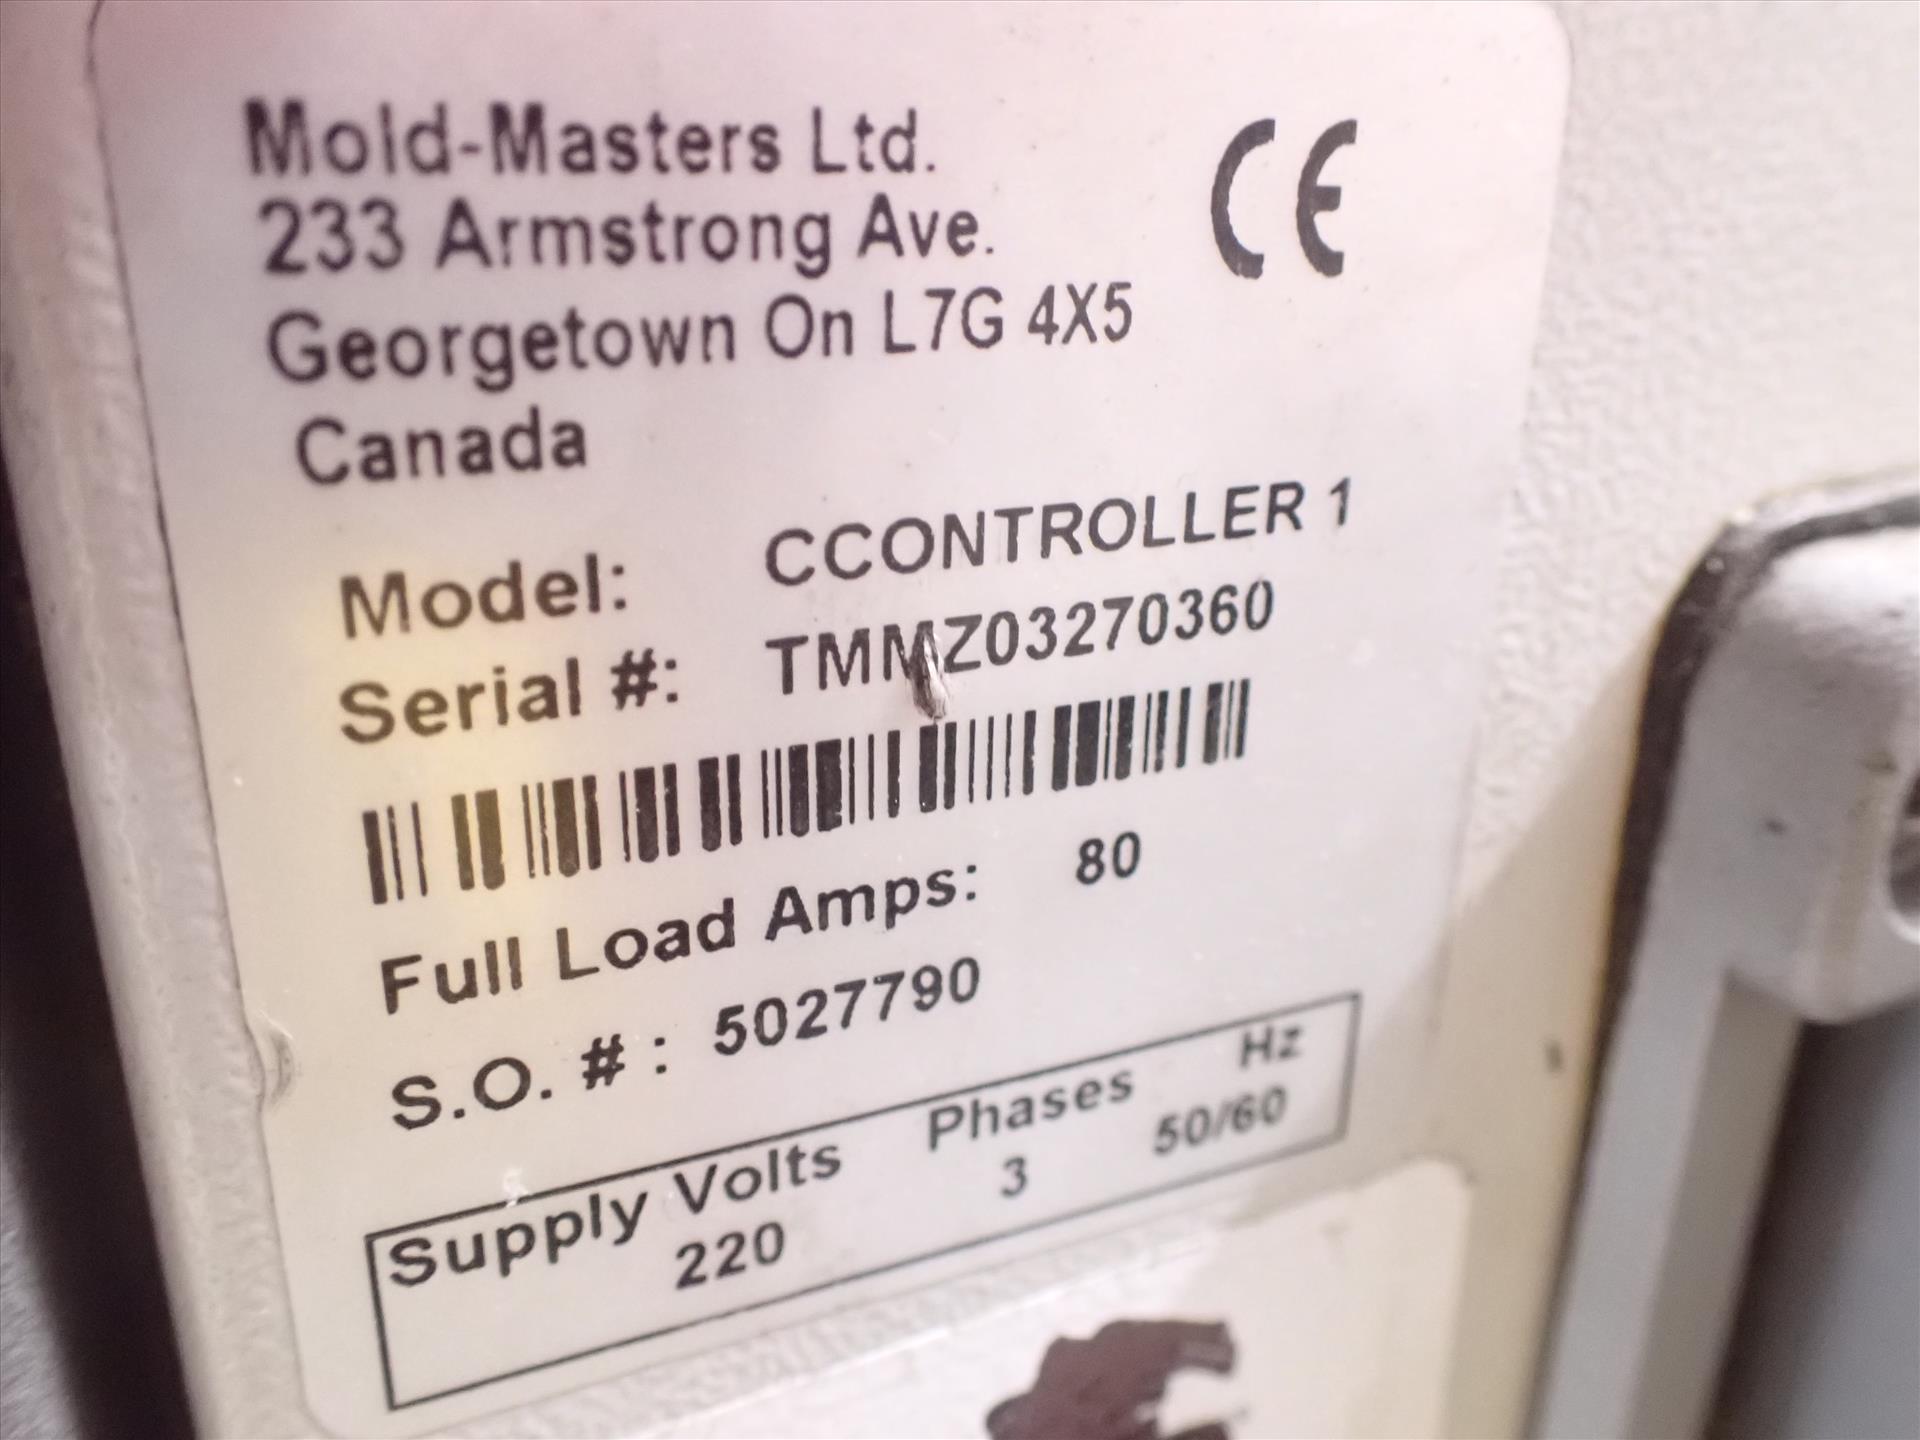 Mold-Masters Ltd.
233 Armstrong Ave.
Georgetown On L7G 4X5
Canada
CE
Model: CCONTROLLER 1
Serial #: TMMZ03270360
Full Load Amps: 80
S.O. #: 5027790
Supply Volts Phases Hz
220 3 50/60